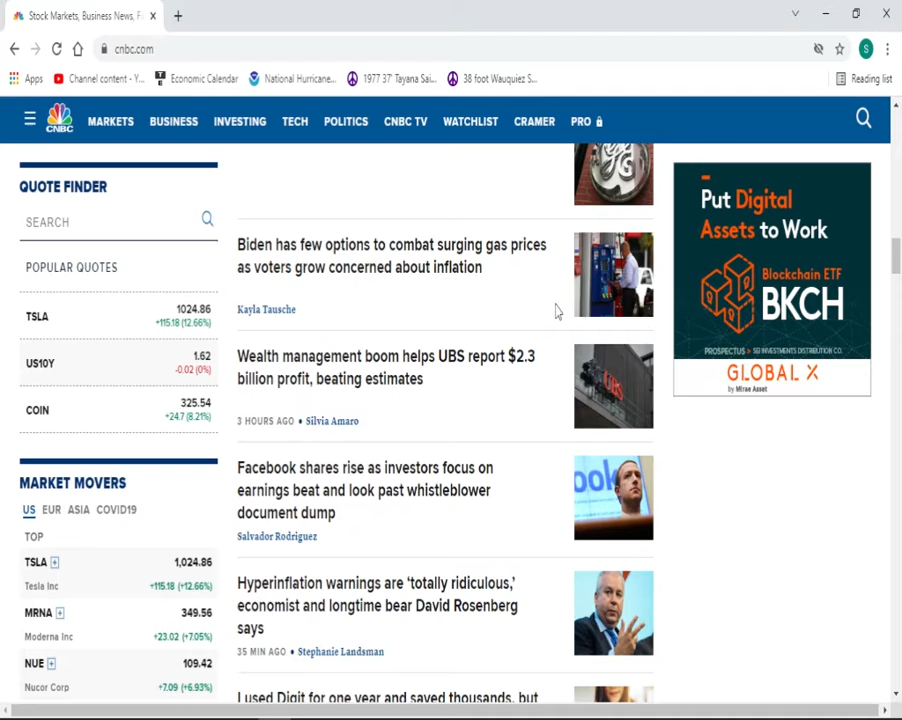 Stock Markets, Business News, F
cnbc.com
S
Apps
Channel content - Y...
Economic Calendar
National Hurricane...
1977 37' Tayana Sai...
38 foot Wauquiez S...
Reading list
CNBC
MARKETS
BUSINESS
INVESTING
TECH
POLITICS
CNBC TV
WATCHLIST
CRAMER
PRO
QUOTE FINDER
SEARCH
POPULAR QUOTES
TSLA
1024.86
+115.18 (12.66%)
US10Y
1.62
-0.02 (0%)
COIN
325.54
+24.7 (8.21%)
MARKET MOVERS
US EUR ASIA COVID19
TOP
TSLA
1,024.86
Tesla Inc
+115.18 (+12.66%)
MRNA
349.56
Moderna Inc
+23.02 (+7.05%)
NUE
109.42
Nucor Corp
+7.09 (+6.93%)
Biden has few options to combat surging gas prices
as voters grow concerned about inflation
Kayla Tausche
Wealth management boom helps UBS report $2.3
billion profit, beating estimates
3 HOURS AGO • Silvia Amaro
UBS
Facebook shares rise as investors focus on
earnings beat and look past whistleblower
document dump
Salvador Rodriguez
ook
Hyperinflation warnings are ‘totally ridiculous,’
economist and longtime bear David Rosenberg
says
35 MIN AGO • Stephanie Landsman
I used Digit for one year and saved thousands, but
Put Digital
Assets to Work
Blockchain ETF
BKCH
PROSPECTUS > SEI INVESTMENTS DISTRIBUTION CO.
GLOBAL X
by Mirae Asset